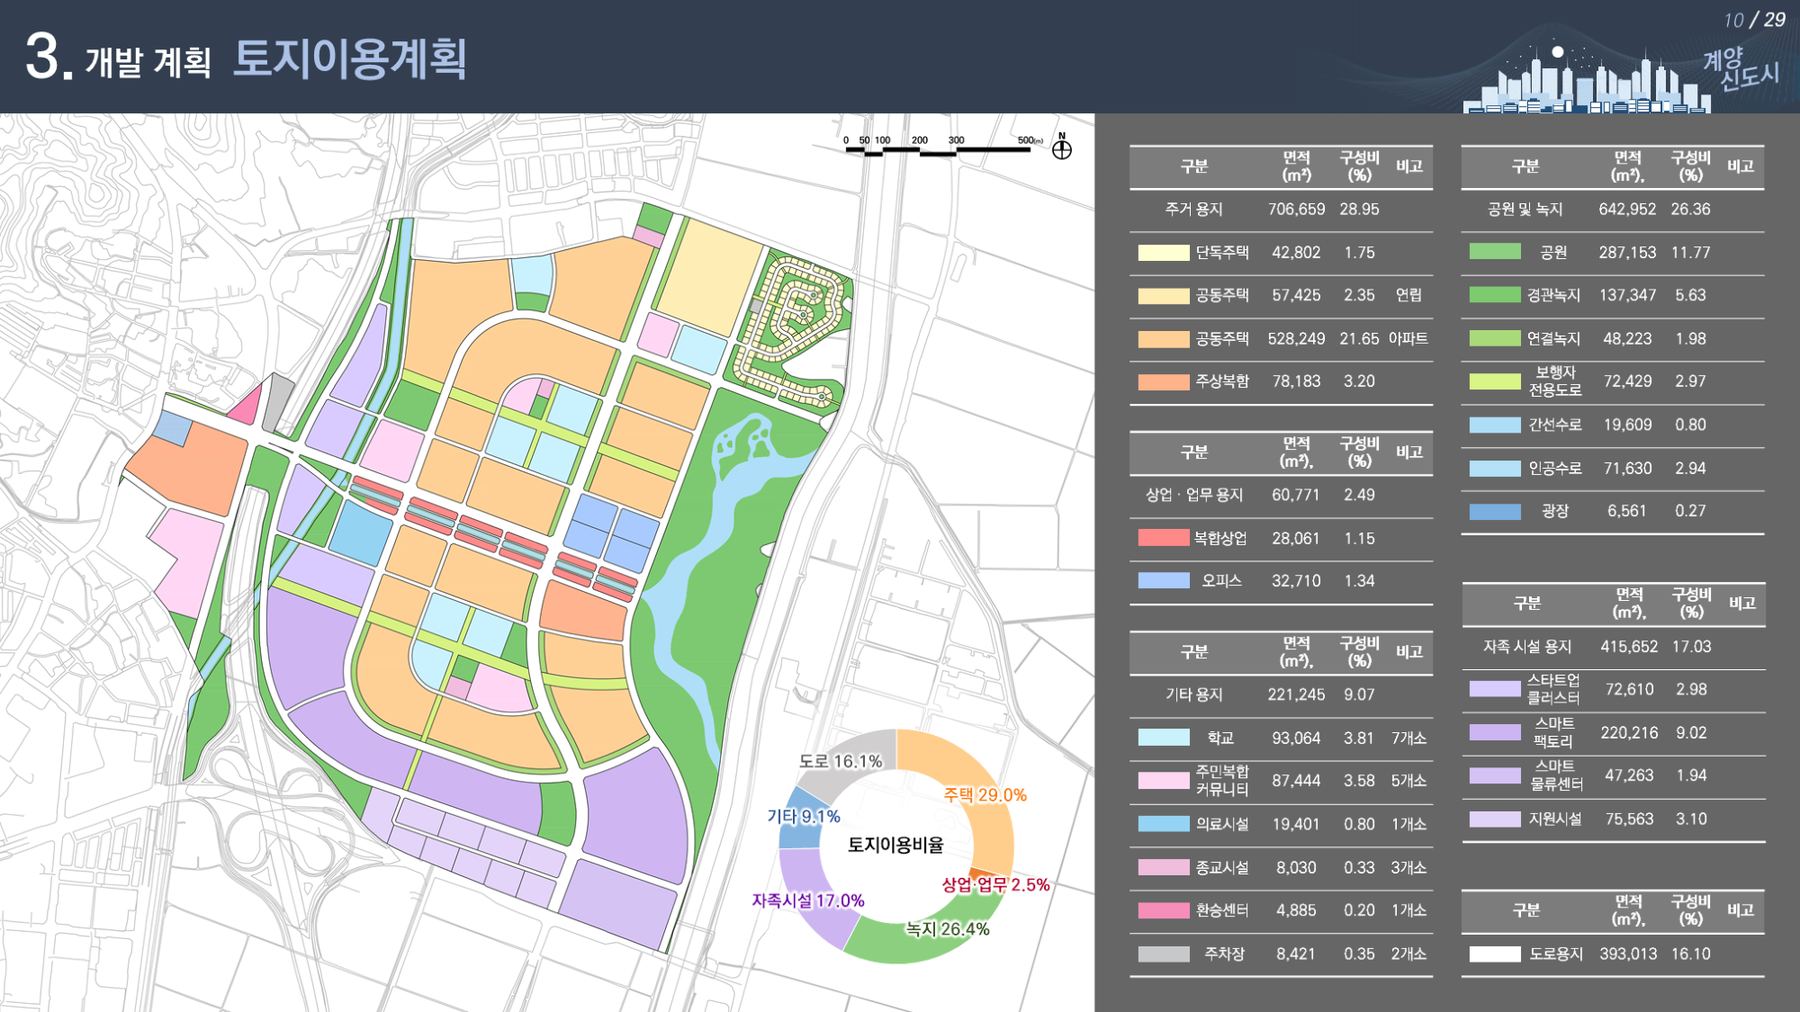 3. 개발 계획 토지이용계획
10 / 29
계양
신도시
0 50 100 200 300 500(m)
N
도로 16.1%
주택 29.0%
기타 9.1%
토지이용비율
상업·업무 2.5%
자족시설 17.0%
녹지 26.4%
구분 면적 (m²) 구성비 (%) 비고
주거 용지 706,659 28.95
단독주택 42,802 1.75
공동주택 57,425 2.35 연립
공동주택 528,249 21.65 아파트
주상복합 78,183 3.20
구분 면적 (m²), 구성비 (%) 비고
상업 · 업무 용지 60,771 2.49
복합상업 28,061 1.15
오피스 32,710 1.34
구분 면적 (m²), 구성비 (%) 비고
기타 용지 221,245 9.07
학교 93,064 3.81 7개소
주민복합 커뮤니티 87,444 3.58 5개소
의료시설 19,401 0.80 1개소
종교시설 8,030 0.33 3개소
환승센터 4,885 0.20 1개소
주차장 8,421 0.35 2개소
구분 면적 (m²), 구성비 (%) 비고
공원 및 녹지 642,952 26.36
공원 287,153 11.77
경관녹지 137,347 5.63
연결녹지 48,223 1.98
보행자 전용도로 72,429 2.97
간선수로 19,609 0.80
인공수로 71,630 2.94
광장 6,561 0.27
구분 면적 (m²), 구성비 (%) 비고
자족 시설 용지 415,652 17.03
스타트업 클러스터 72,610 2.98
스마트 팩토리 220,216 9.02
스마트 물류센터 47,263 1.94
지원시설 75,563 3.10
구분 면적 (m²), 구성비 (%) 비고
도로용지 393,013 16.10